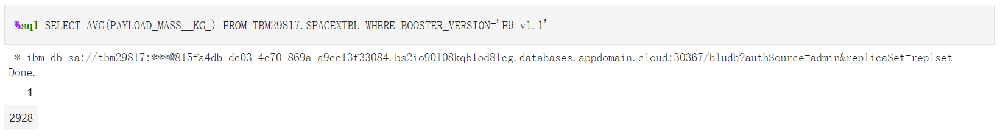 %sql SELECT AVG(PAYLOAD_MASS__KG_) FROM TBM29817.SPACEXTBL WHERE BOOSTER_VERSION='F9 v1.1'
* ibm_db_sa://tbm29817:***@815fa4db-dc03-4c70-869a-a9cc13f33084.bs2io90l08kqb1od8lcg.databases.appdomain.cloud:30367/bludb?authSource=admin&replicaSet=replset
Done.
1
2928